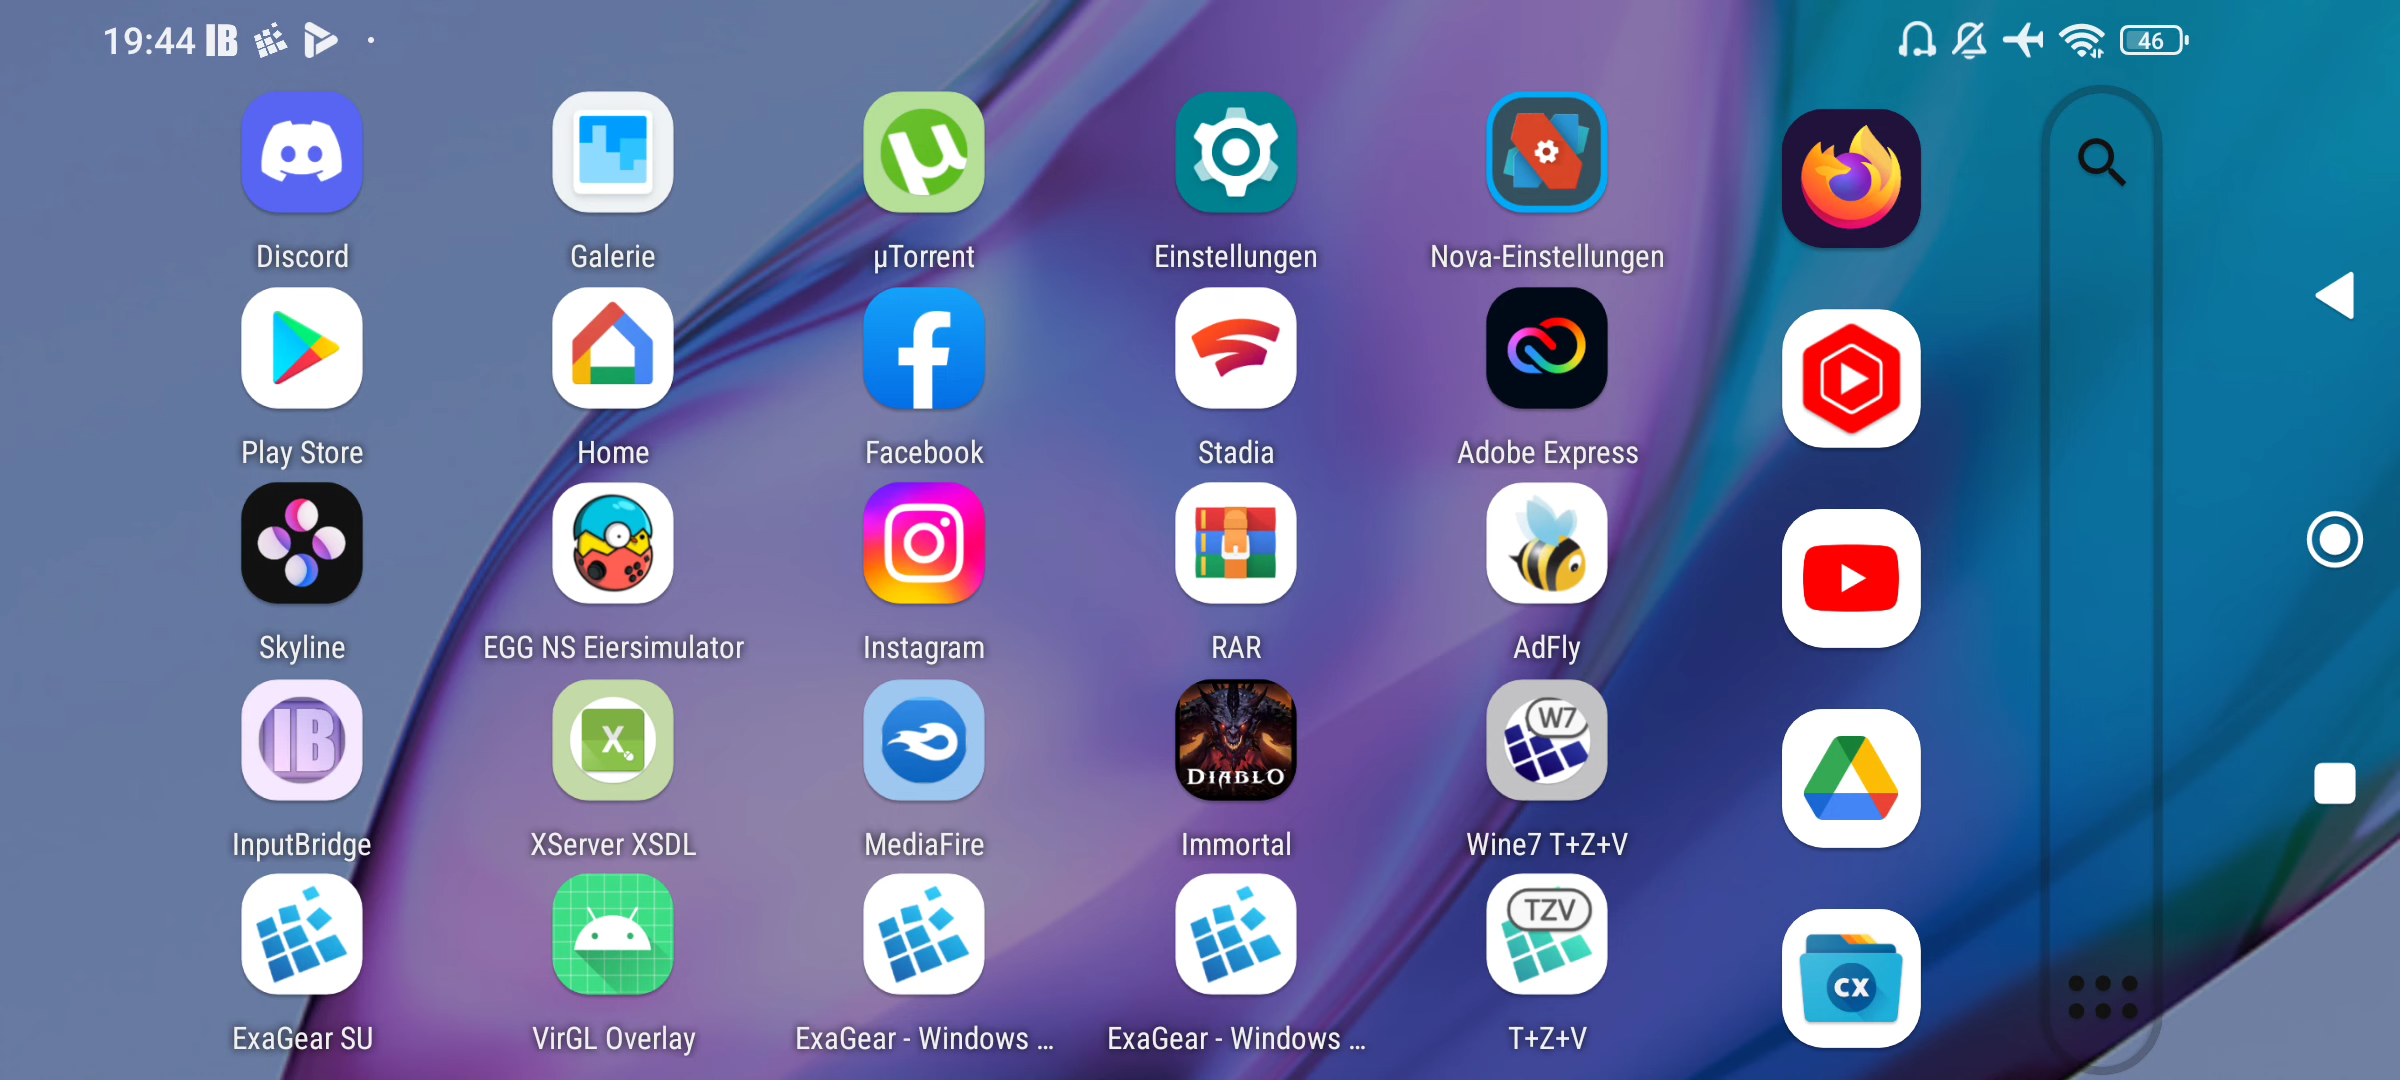 19:44 IB
46
Discord
Galerie
µ
µTorrent
Einstellungen
Nova-Einstellungen
Play Store
Home
f
Facebook
Stadia
Adobe Express
Skyline
EGG NS Eiersimulator
Instagram
RAR
AdFly
IB
InputBridge
X
XServer XSDL
MediaFire
DIABLO
Immortal
W7
Wine7 T+Z+V
ExaGear SU
VirGL Overlay
ExaGear - Windows ...
ExaGear - Windows ...
TZV
T+Z+V
cx